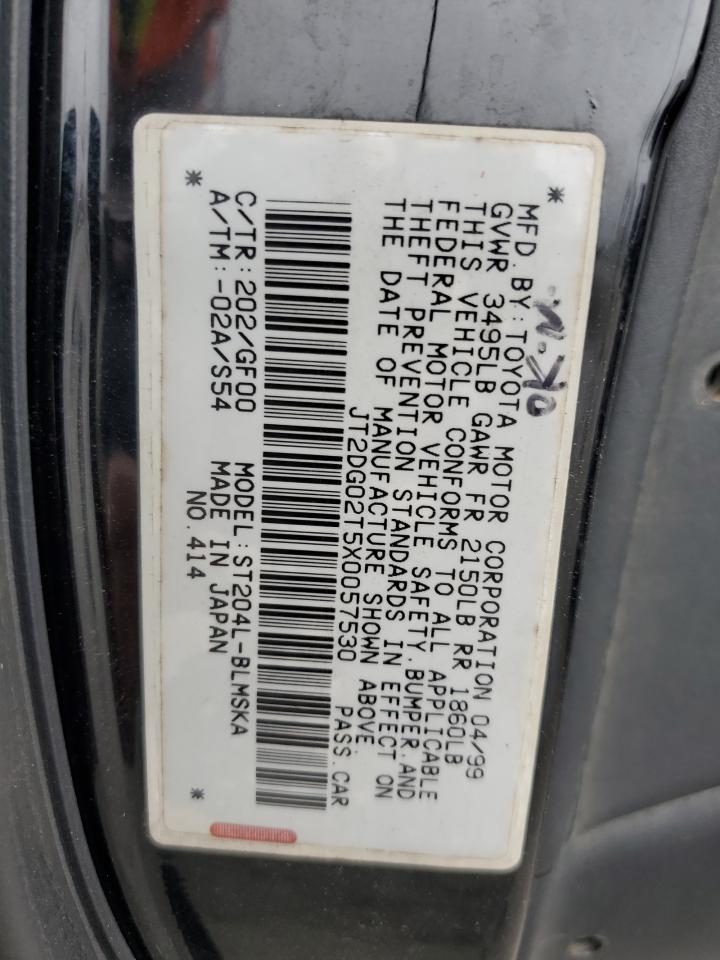 MFD. BY: TOYOTA MOTOR CORPORATION 04/99
GVWR 3495LB GAWR FR 2150LB RR 1860LB
THIS VEHICLE CONFORMS TO ALL APPLICABLE
FEDERAL MOTOR VEHICLE SAFETY. BUMPER. AND
THEFT PREVENTION STANDARDS IN EFFECT ON
THE DATE OF MANUFACTURE SHOWN ABOVE.
JT2DG02T5X0057530 PASS. CAR
C/TR: 202/GF00 MODEL: ST204L-BLMSKA
A/TM: -02A/S54 MADE IN JAPAN
NO. 414